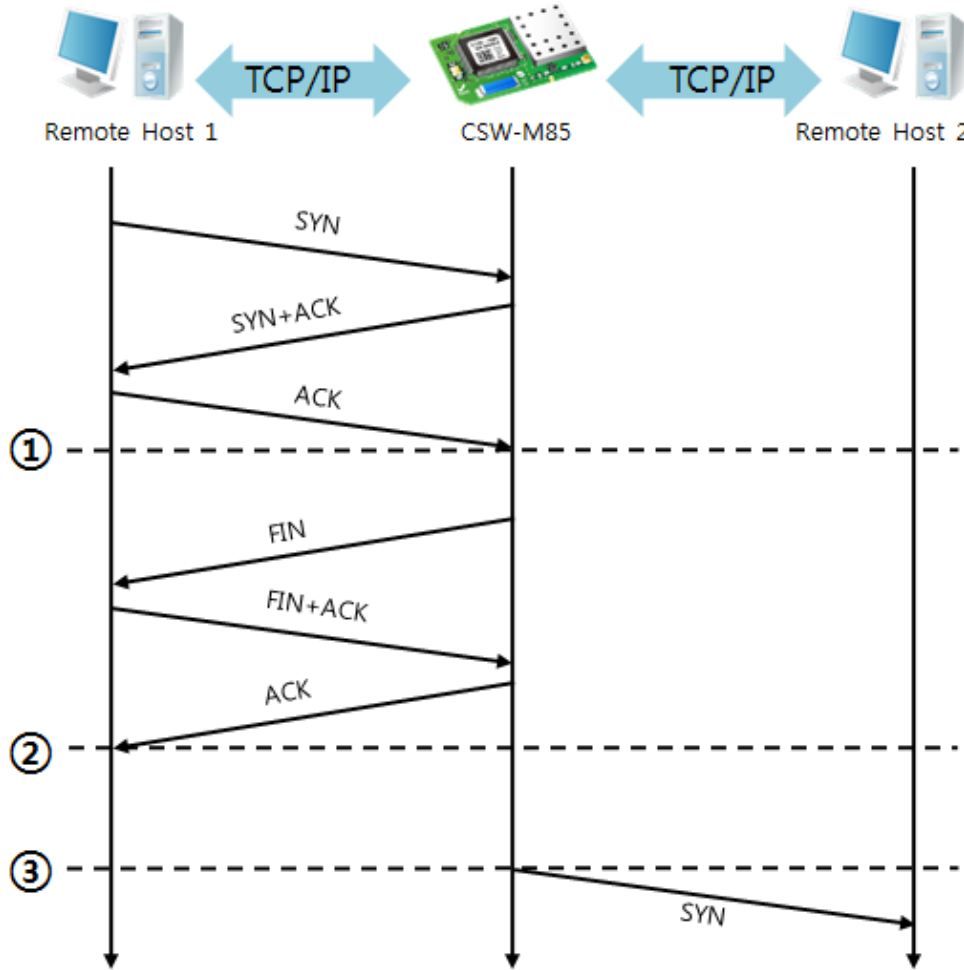 TCP/IP
TCP/IP
Remote Host 1
CSW-M85
Remote Host 2
SYN
SYN+ACK
ACK
①
FIN
FIN+ACK
ACK
②
③
SYN